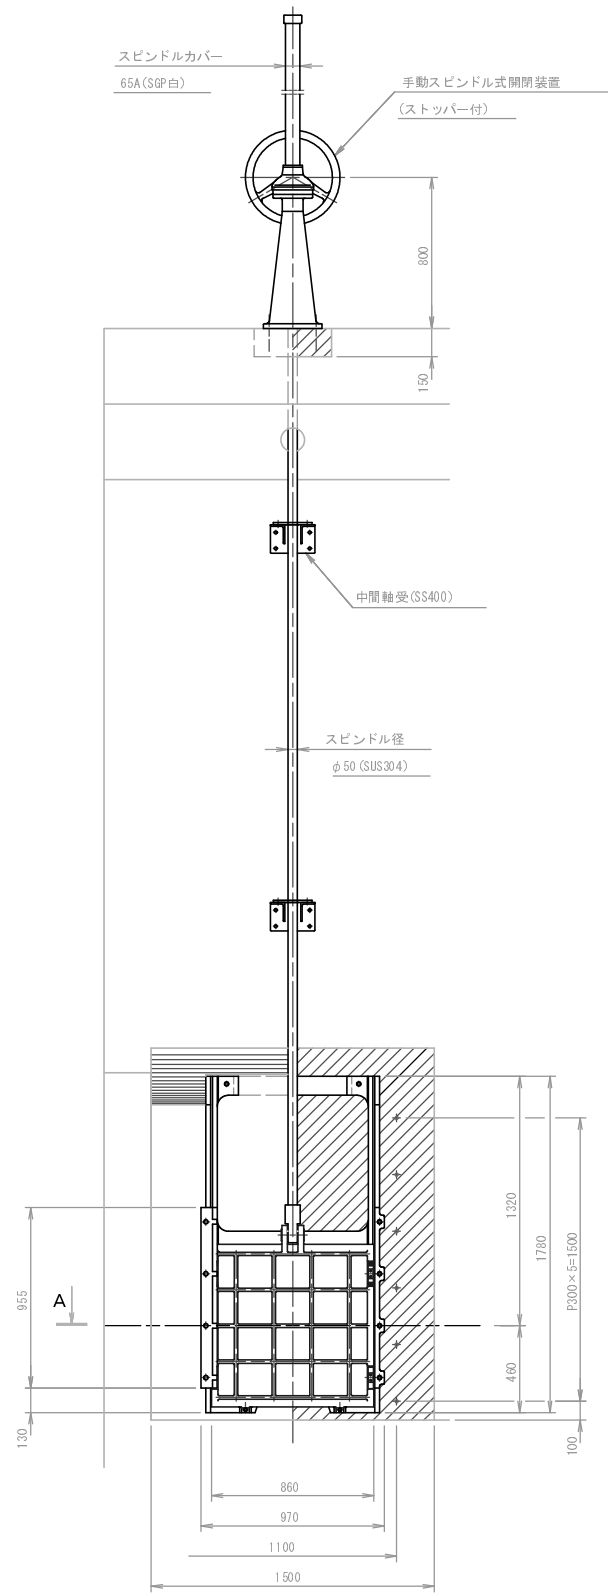 スピンドルカバー
65A(SGP白)
手動スピンドル式開閉装置
(ストッパー付)
800
150
中間軸受(SS400)
スピンドル径
φ50(SUS304)
1320
1780
P300×5=1500
955
A
460
130
100
860
970
1100
1500